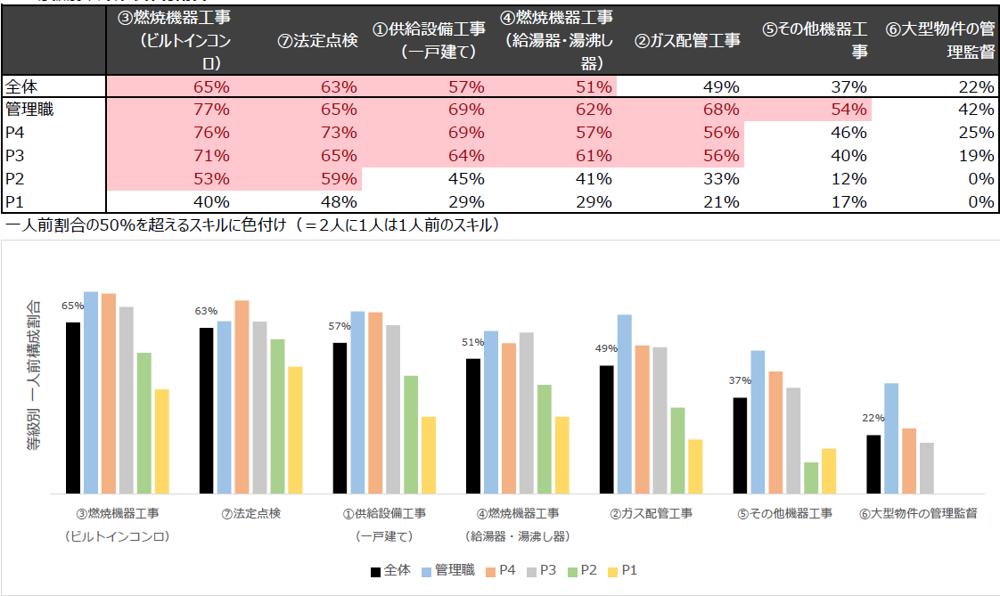 ③燃焼機器工事
（ビルトインコン
ロ）
⑦法定点検
①供給設備工事
（一戸建て）
④燃焼機器工事
（給湯器・湯沸し
器）
②ガス配管工事
⑤その他機器工
事
⑥大型物件の管
理監督
全体 65% 63% 57% 51% 49% 37% 22%
管理職 77% 65% 69% 62% 68% 54% 42%
P4 76% 73% 69% 57% 56% 46% 25%
P3 71% 65% 64% 61% 56% 40% 19%
P2 53% 59% 45% 41% 33% 12% 0%
P1 40% 48% 29% 29% 21% 17% 0%
一人前割合の50％を超えるスキルに色付け（＝2人に1人は1人前のスキル）
等級別 一人前構成割合
65% 63% 57% 51% 49% 37% 22%
③燃焼機器工事 ⑦法定点検 ①供給設備工事 ④燃焼機器工事 ②ガス配管工事 ⑤その他機器工事 ⑥大型物件の管理監督
（ビルトインコンロ） （一戸建て） （給湯器・湯沸し器）
全体 管理職 P4 P3 P2 P1